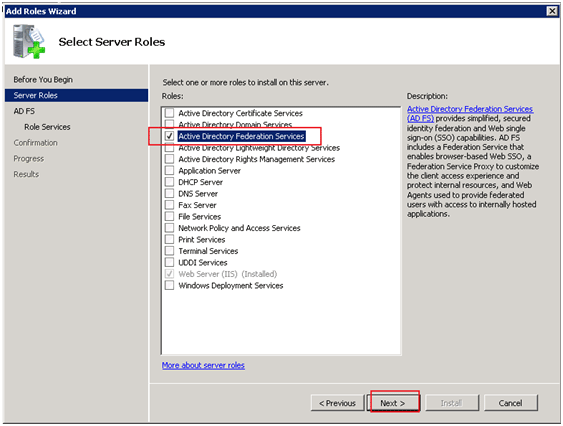 Add Roles Wizard
Select Server Roles
Before You Begin
Server Roles
AD FS
Role Services
Confirmation
Progress
Results
Select one or more roles to install on this server.
Roles:
Active Directory Certificate Services
Active Directory Domain Services
Active Directory Federation Services
Active Directory Lightweight Directory Services
Active Directory Rights Management Services
Application Server
DHCP Server
DNS Server
Fax Server
File Services
Network Policy and Access Services
Print Services
Terminal Services
UDDI Services
Web Server (IIS) (Installed)
Windows Deployment Services
More about server roles
Description:
Active Directory Federation Services
(AD FS) provides simplified, secured
identity federation and Web single
sign-on (SSO) capabilities. AD FS
includes a Federation Service that
enables browser-based Web SSO, a
Federation Service Proxy to customize
the client access experience and
protect internal resources, and Web
Agents used to provide federated
users with access to internally hosted
applications.
< Previous
Next >
Install
Cancel